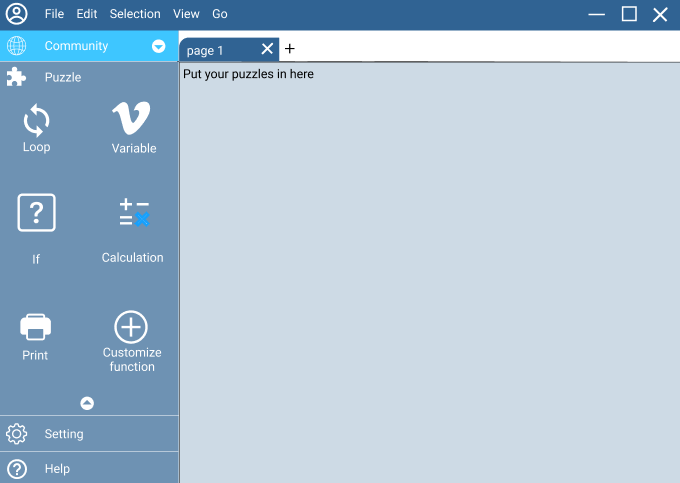 File Edit Selection View Go
Community
page 1
Puzzle
Put your puzzles in here
Loop
Variable
?
If
Calculation
Print
Customize
function
Setting
? Help